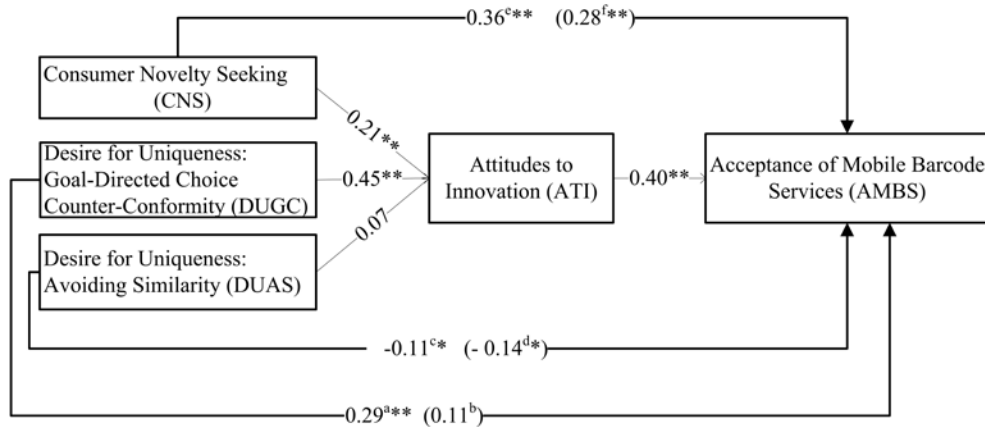 0.36ᵉ** (0.28ᶠ**)
Consumer Novelty Seeking
(CNS)
0.21**
Desire for Uniqueness:
Goal-Directed Choice
Counter-Conformity (DUGC)
0.45**
Attitudes to
Innovation (ATI)
0.40**
Acceptance of Mobile Barcode
Services (AMBS)
0.07
Desire for Uniqueness:
Avoiding Similarity (DUAS)
-0.11ᶜ* (- 0.14ᵈ*)
0.29ᵃ** (0.11ᵇ)